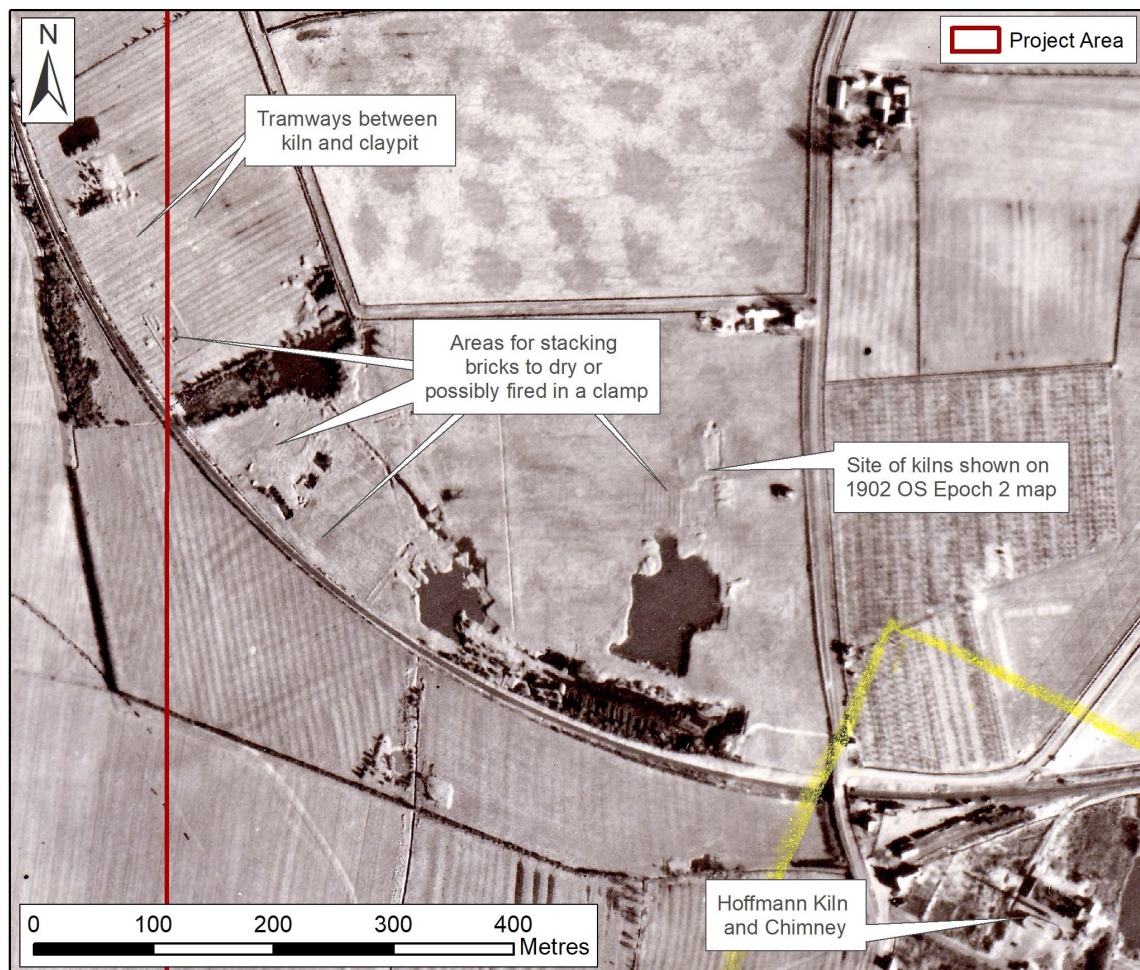 N
Project Area
Tramways between
kiln and claypit
Areas for stacking
bricks to dry or
possibly fired in a clamp
Site of kilns shown on
1902 OS Epoch 2 map
Hoffmann Kiln
and Chimney
0 100 200 300 400
Metres